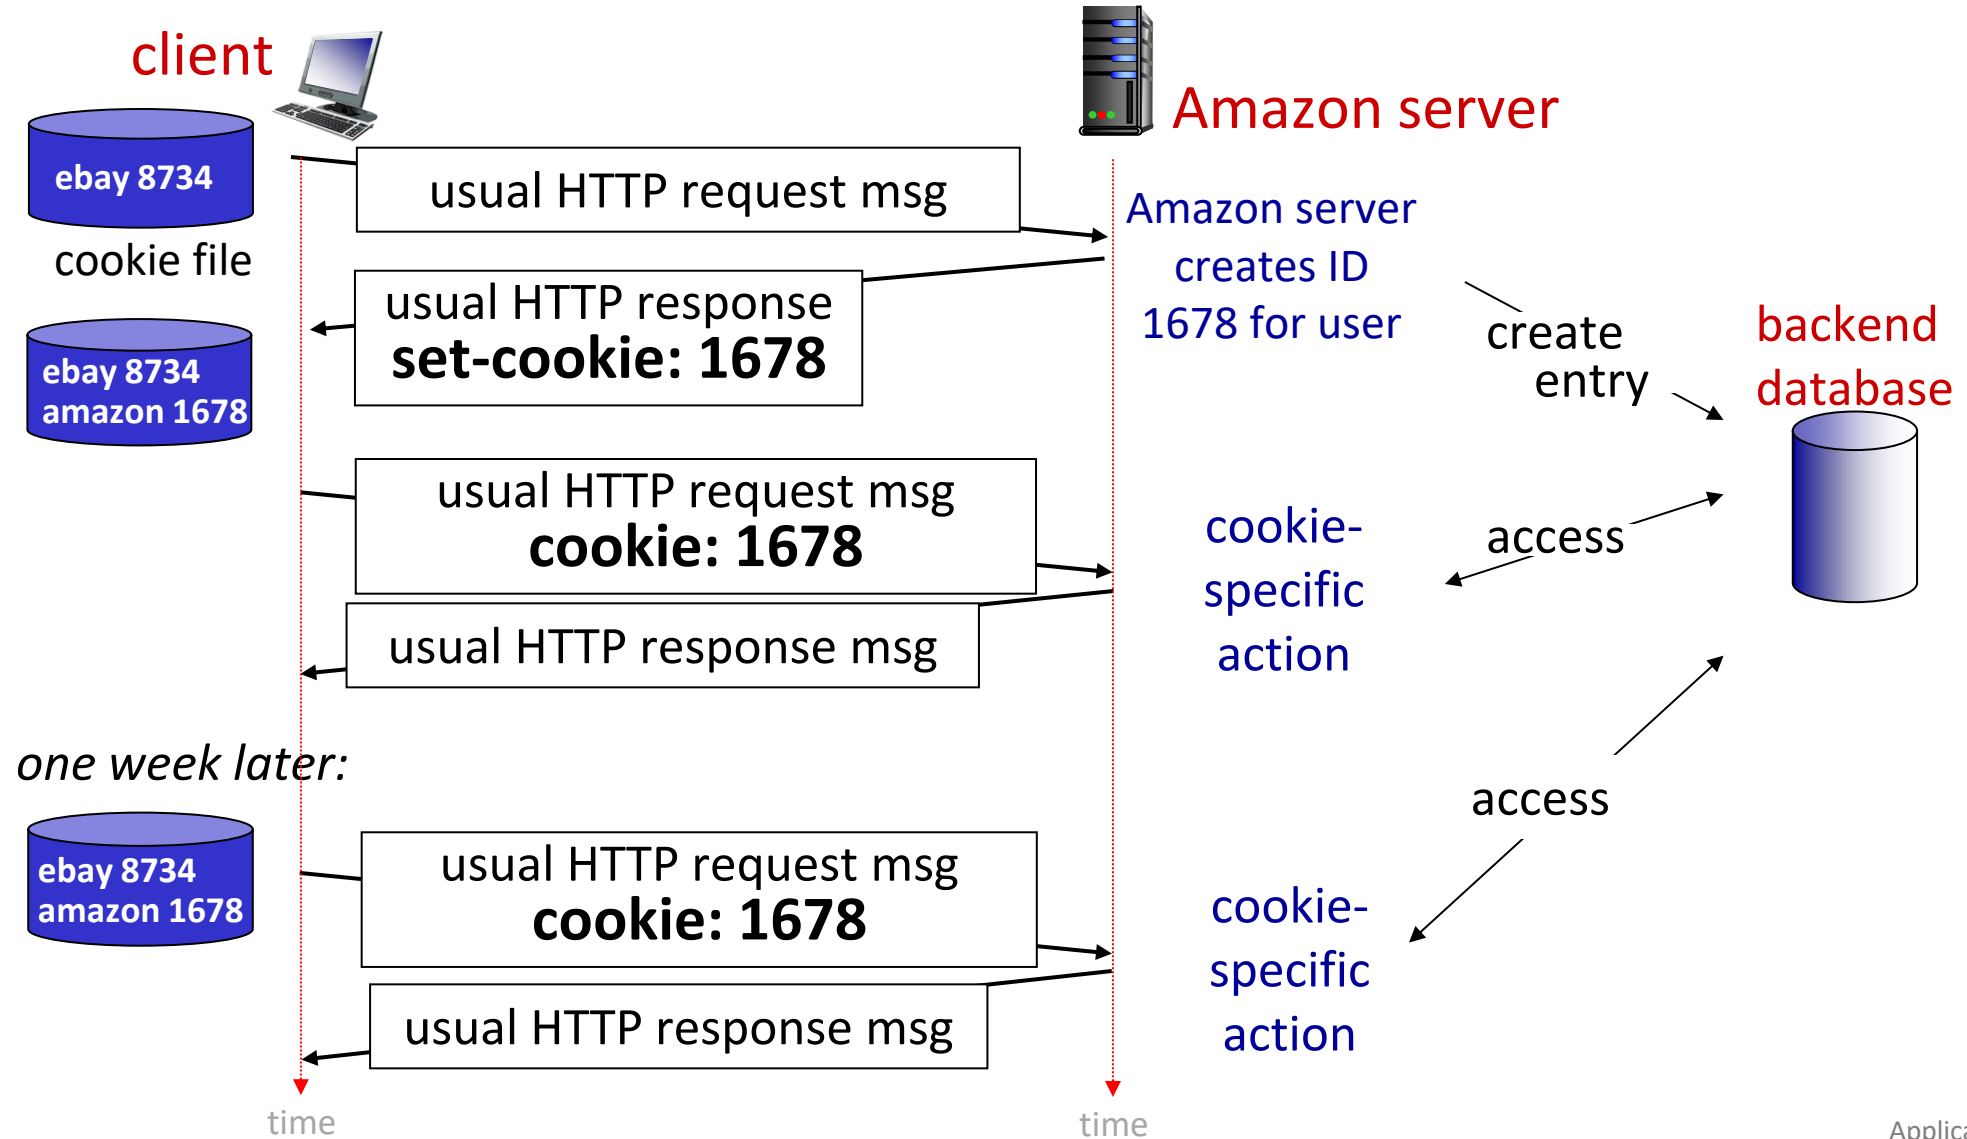 client
Amazon server
ebay 8734
cookie file
usual HTTP request msg
Amazon server
creates ID
1678 for user
usual HTTP response
set-cookie: 1678
create
entry
backend
database
ebay 8734
amazon 1678
usual HTTP request msg
cookie: 1678
cookie-
specific
action
access
usual HTTP response msg
one week later:
access
ebay 8734
amazon 1678
usual HTTP request msg
cookie: 1678
cookie-
specific
action
usual HTTP response msg
time
time